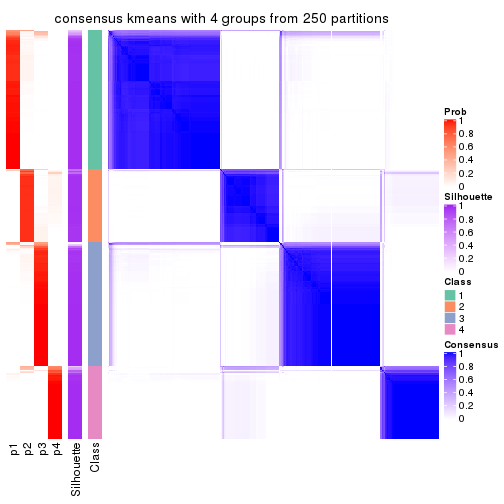 consensus kmeans with 4 groups from 250 partitions
Prob
1
0.8
0.6
0.4
0.2
0
Silhouette
1
0.8
0.6
0.4
0.2
0
Class
1
2
3
4
Consensus
1
0.8
0.6
0.4
0.2
0
p1
p2
p3
p4
Silhouette
Class